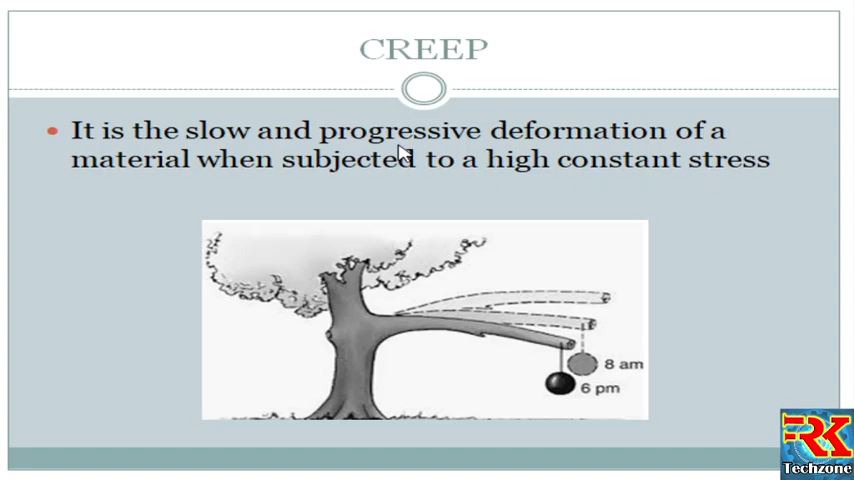 CREEP
• It is the slow and progressive deformation of a
material when subjected to a high constant stress
8 am
6 pm
RK
Techzone